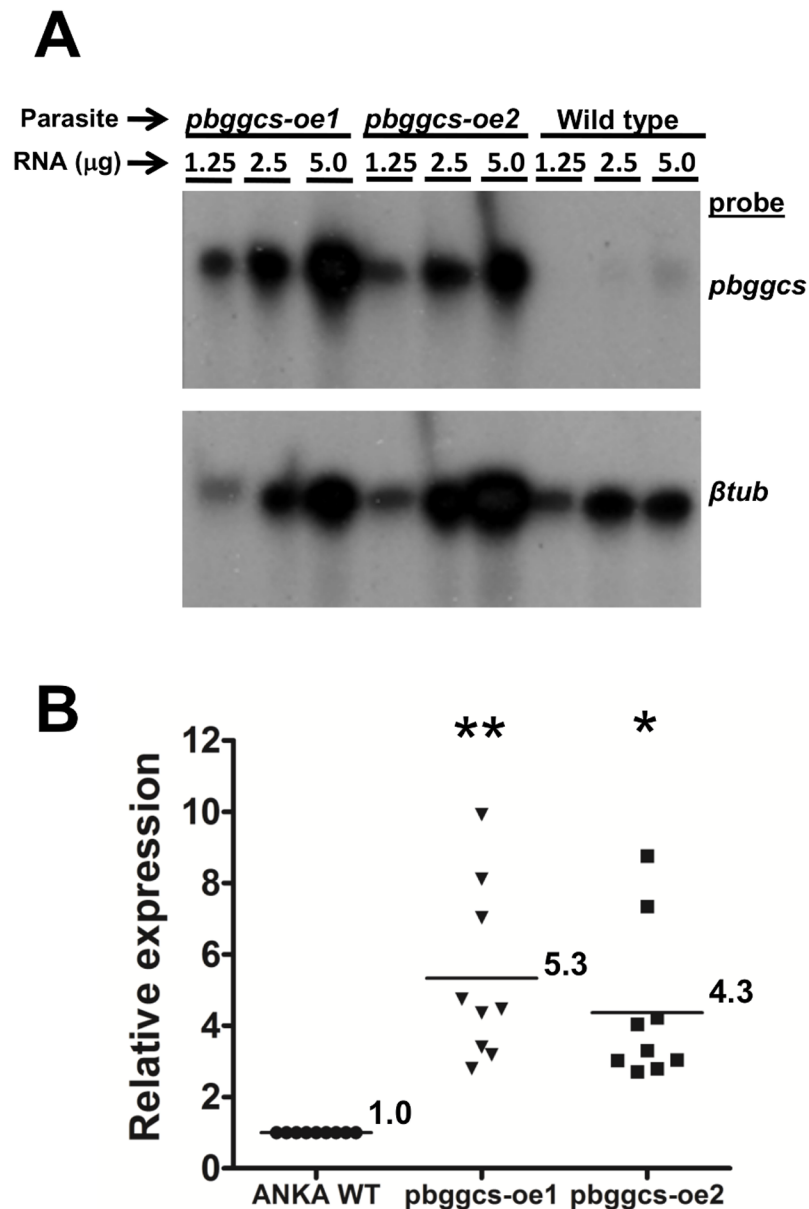 A
Parasite → pbggcs-oe1 pbggcs-oe2 Wild type
RNA (µg) → 1.25 2.5 5.0 1.25 2.5 5.0 1.25 2.5 5.0
probe
pbggcs
βtub
B
** *
12
10
8
6
4
2
0
Relative expression
1.0
5.3
4.3
ANKA WT pbggcs-oe1 pbggcs-oe2